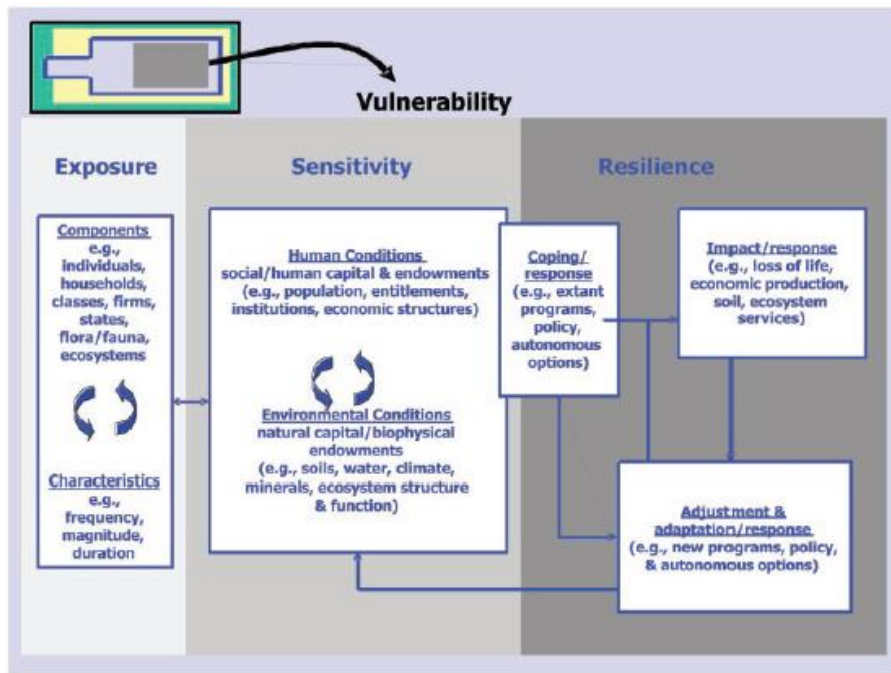 Vulnerability
Exposure
Sensitivity
Resilience
Components
e.g.,
individuals,
households,
classes, firms,
states,
flora/fauna,
ecosystems
Characteristics
e.g.,
frequency,
magnitude,
duration
Human Conditions
social/human capital & endowments
(e.g., population, entitlements,
institutions, economic structures)
Environmental Conditions
natural capital/biophysical
endowments
(e.g., soils, water, climate,
minerals, ecosystem structure
& function)
Coping/
response
(e.g., extant
programs,
policy,
autonomous
options)
Impact/response
(e.g., loss of life,
economic production,
soil, ecosystem
services)
Adjustment &
adaptation/response
(e.g., new programs, policy,
& autonomous options)